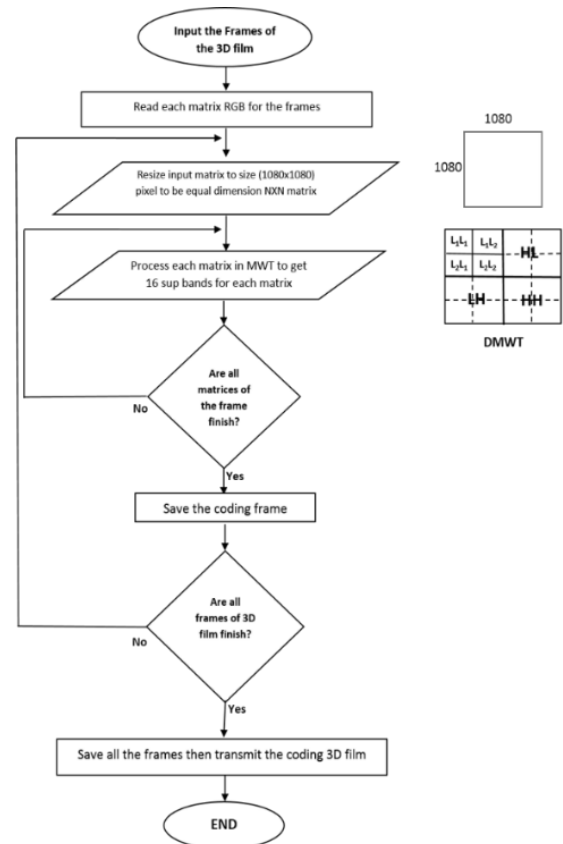 Input the Frames of
the 3D film
Read each matrix RGB for the frames
Resize input matrix to size (1080x1080)
pixel to be equal dimension NXN matrix
Process each matrix in MWT to get
16 sup bands for each matrix
Are all
matrices of
the frame
finish?
No
Yes
Save the coding frame
Are all
frames of 3D
film finish?
No
Yes
Save all the frames then transmit the coding 3D film
END
1080
1080
L₁L₁ L₁L₂ HL
L₂L₁ L₂L₂
LH HH
DMWT